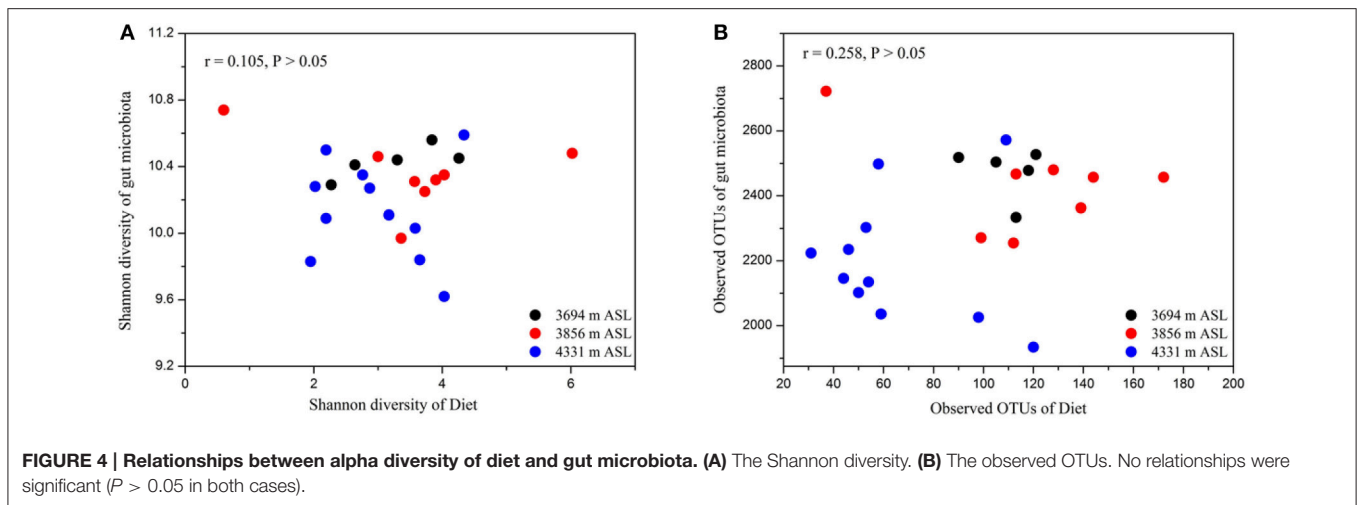 A
B
11.2
10.8
10.4
10.0
9.6
9.2
r = 0.105, P > 0.05
Shannon diversity of gut microbiota
3694 m ASL
3856 m ASL
4331 m ASL
0
2
4
6
Shannon diversity of Diet
2800
2600
2400
2200
2000
r = 0.258, P > 0.05
Observed OTUs of gut microbiota
3694 m ASL
3856 m ASL
4331 m ASL
20
40
60
80
100
120
140
160
180
200
Observed OTUs of Diet
FIGURE 4 | Relationships between alpha diversity of diet and gut microbiota. (A) The Shannon diversity. (B) The observed OTUs. No relationships were
significant (P > 0.05 in both cases).